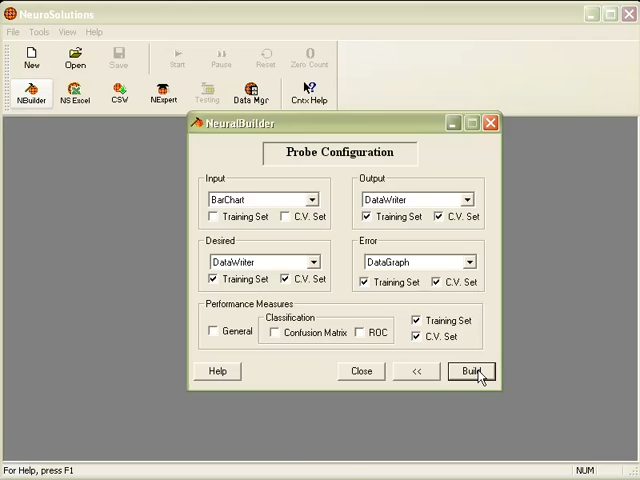 NeuroSolutions
File Tools View Help
New Open Save Start Pause Reset Zero Count
NBuilder NS Excel CSW NExpert Testing Data Mgr Cntx Help
NeuralBuilder
Probe Configuration
Input Output
BarChart DataWriter
Training Set C.V. Set Training Set C.V. Set
Desired Error
DataWriter DataGraph
Training Set C.V. Set Training Set C.V. Set
Performance Measures
Classification
General Confusion Matrix ROC Training Set
C.V. Set
Help Close << Build
For Help, press F1 NUM